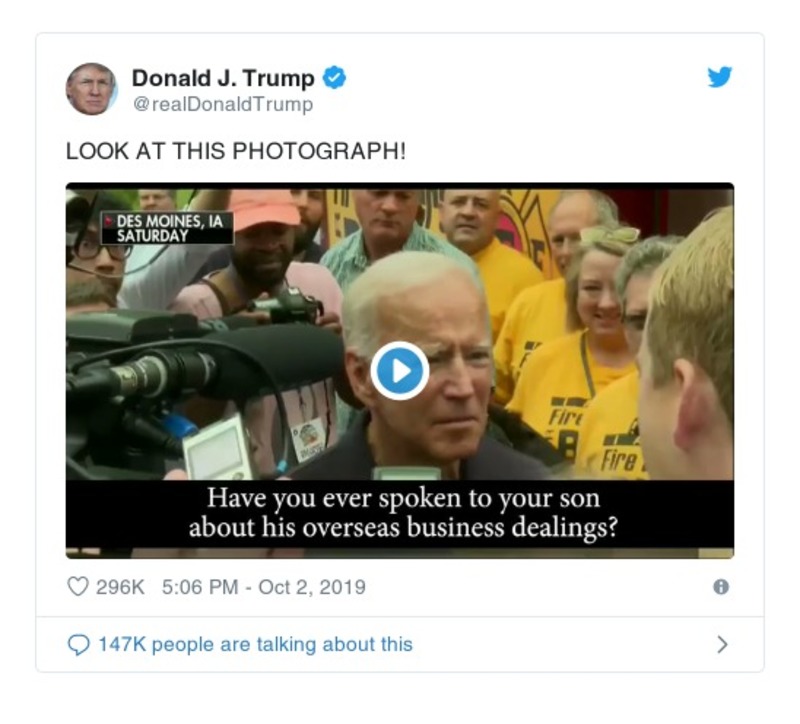 Donald J. Trump
@realDonaldTrump
LOOK AT THIS PHOTOGRAPH!
DES MOINES, IA
SATURDAY
Fire
B
Fire
Have you ever spoken to your son
about his overseas business dealings?
296K 5:06 PM - Oct 2, 2019
147K people are talking about this